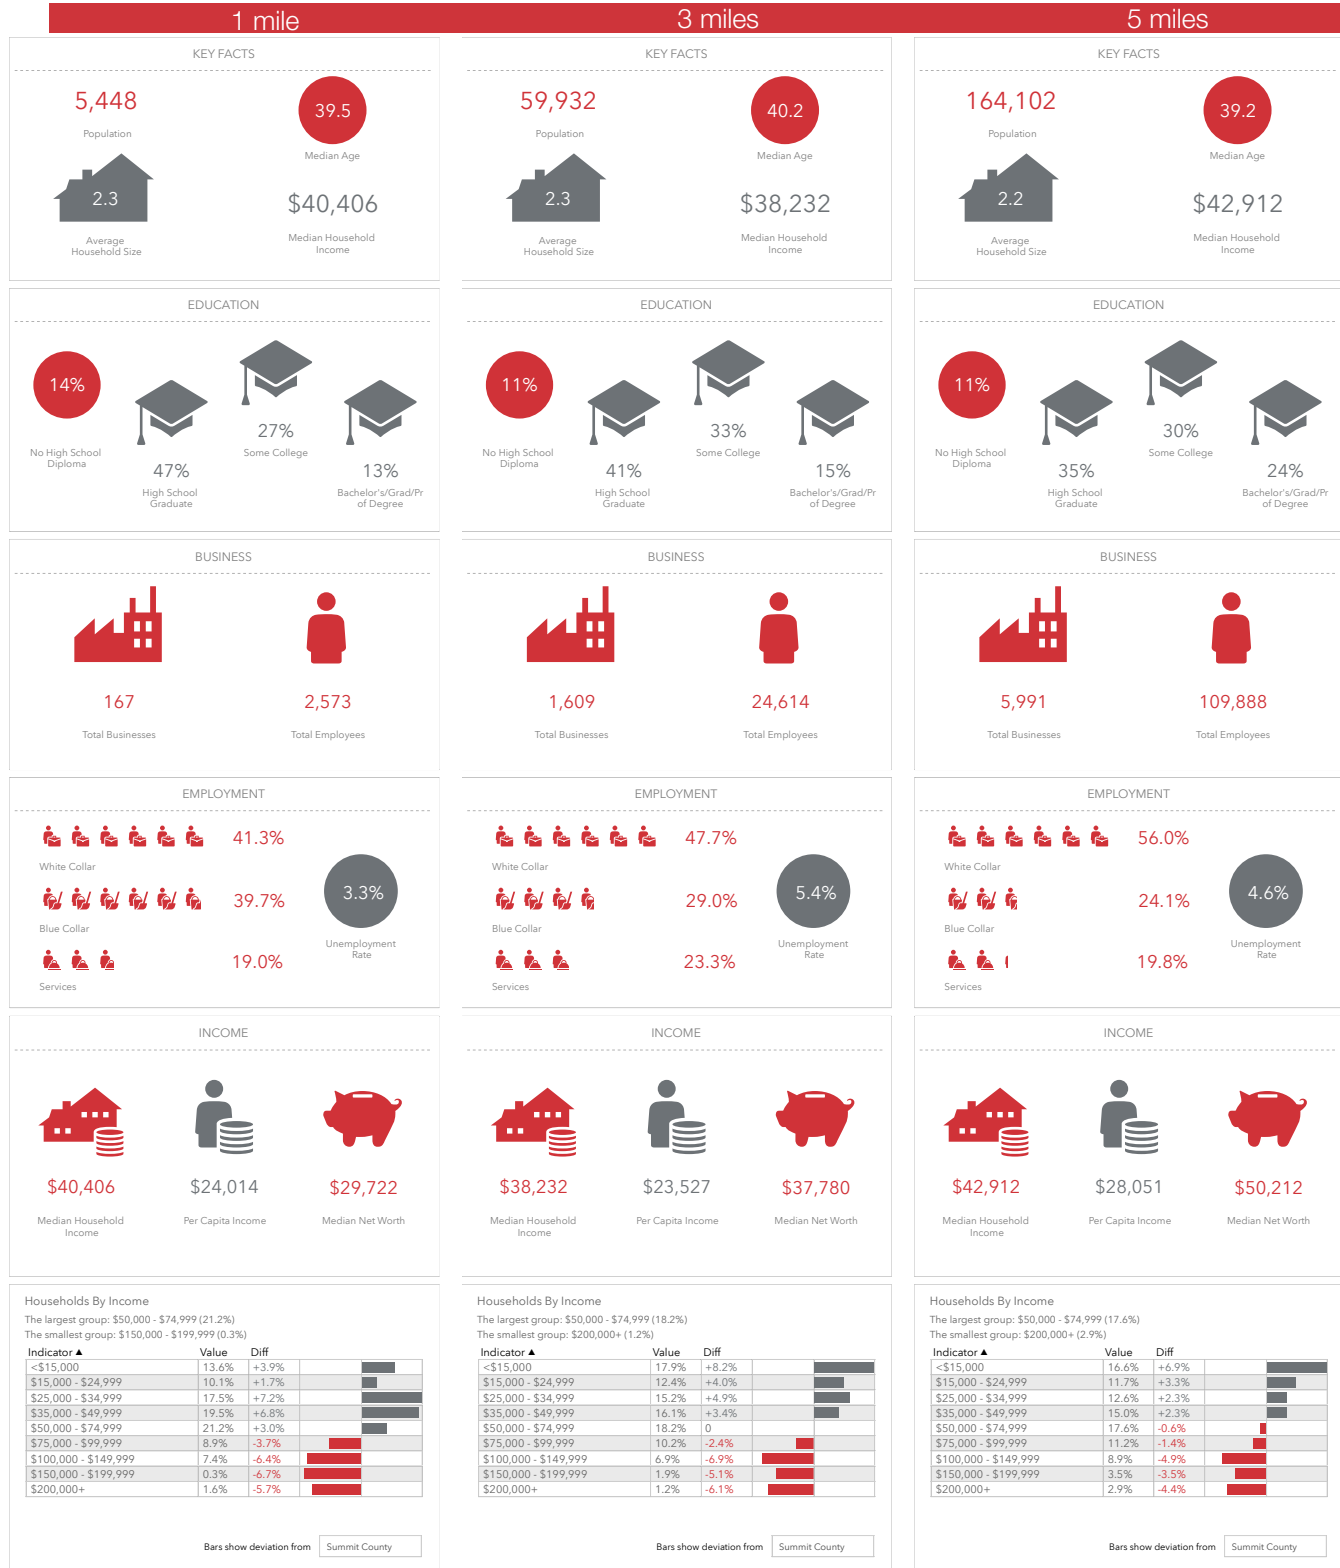 1 mile
3 miles
5 miles
KEY FACTS
5,448
Population
39.5
Median Age
2.3
Average
Household Size
$40,406
Median Household
Income
EDUCATION
14%
No High School
Diploma
47%
High School
Graduate
27%
Some College
13%
Bachelor's/Grad/Pr
of Degree
BUSINESS
167
Total Businesses
2,573
Total Employees
EMPLOYMENT
41.3%
White Collar
39.7%
Blue Collar
19.0%
Services
3.3%
Unemployment
Rate
INCOME
$40,406
Median Household
Income
$24,014
Per Capita Income
$29,722
Median Net Worth
Households By Income
The largest group: $50,000 - $74,999 (21.2%)
The smallest group: $150,000 - $199,999 (0.3%)
Indicator ▲ Value Diff
<$15,000 13.6% +3.9%
$15,000 - $24,999 10.1% +1.7%
$25,000 - $34,999 17.5% +7.2%
$35,000 - $49,999 19.5% +6.8%
$50,000 - $74,999 21.2% +3.0%
$75,000 - $99,999 8.9% -3.7%
$100,000 - $149,999 7.4% -6.4%
$150,000 - $199,999 0.3% -6.7%
$200,000+ 1.6% -5.7%
Bars show deviation from Summit County
KEY FACTS
59,932
Population
40.2
Median Age
2.3
Average
Household Size
$38,232
Median Household
Income
EDUCATION
11%
No High School
Diploma
41%
High School
Graduate
33%
Some College
15%
Bachelor's/Grad/Pr
of Degree
BUSINESS
1,609
Total Businesses
24,614
Total Employees
EMPLOYMENT
47.7%
White Collar
29.0%
Blue Collar
23.3%
Services
5.4%
Unemployment
Rate
INCOME
$38,232
Median Household
Income
$23,527
Per Capita Income
$37,780
Median Net Worth
Households By Income
The largest group: $50,000 - $74,999 (18.2%)
The smallest group: $200,000+ (1.2%)
Indicator ▲ Value Diff
<$15,000 17.9% +8.2%
$15,000 - $24,999 12.4% +4.0%
$25,000 - $34,999 15.2% +4.9%
$35,000 - $49,999 16.1% +3.4%
$50,000 - $74,999 18.2% 0
$75,000 - $99,999 10.2% -2.4%
$100,000 - $149,999 6.9% -6.9%
$150,000 - $199,999 1.9% -5.1%
$200,000+ 1.2% -6.1%
Bars show deviation from Summit County
KEY FACTS
164,102
Population
39.2
Median Age
2.2
Average
Household Size
$42,912
Median Household
Income
EDUCATION
11%
No High School
Diploma
35%
High School
Graduate
30%
Some College
24%
Bachelor's/Grad/Pr
of Degree
BUSINESS
5,991
Total Businesses
109,888
Total Employees
EMPLOYMENT
56.0%
White Collar
24.1%
Blue Collar
19.8%
Services
4.6%
Unemployment
Rate
INCOME
$42,912
Median Household
Income
$28,051
Per Capita Income
$50,212
Median Net Worth
Households By Income
The largest group: $50,000 - $74,999 (17.6%)
The smallest group: $200,000+ (2.9%)
Indicator ▲ Value Diff
<$15,000 16.6% +6.9%
$15,000 - $24,999 11.7% +3.3%
$25,000 - $34,999 12.6% +2.3%
$35,000 - $49,999 15.0% +2.3%
$50,000 - $74,999 17.6% -0.6%
$75,000 - $99,999 11.2% -1.4%
$100,000 - $149,999 8.9% -4.9%
$150,000 - $199,999 3.5% -3.5%
$200,000+ 2.9% -4.4%
Bars show deviation from Summit County